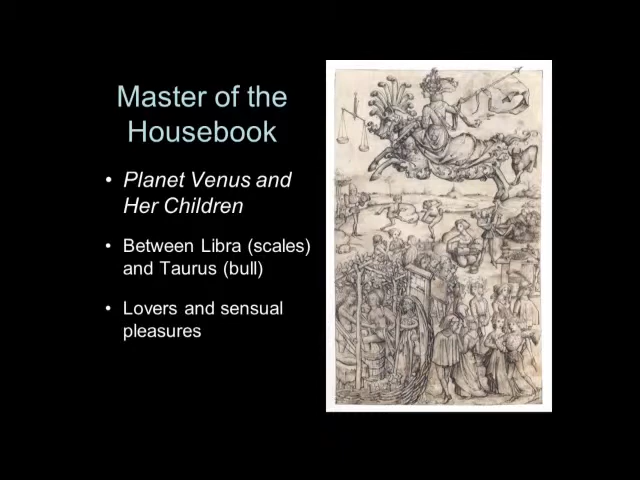 Master of the
Housebook
• Planet Venus and
Her Children
• Between Libra (scales)
and Taurus (bull)
• Lovers and sensual
pleasures